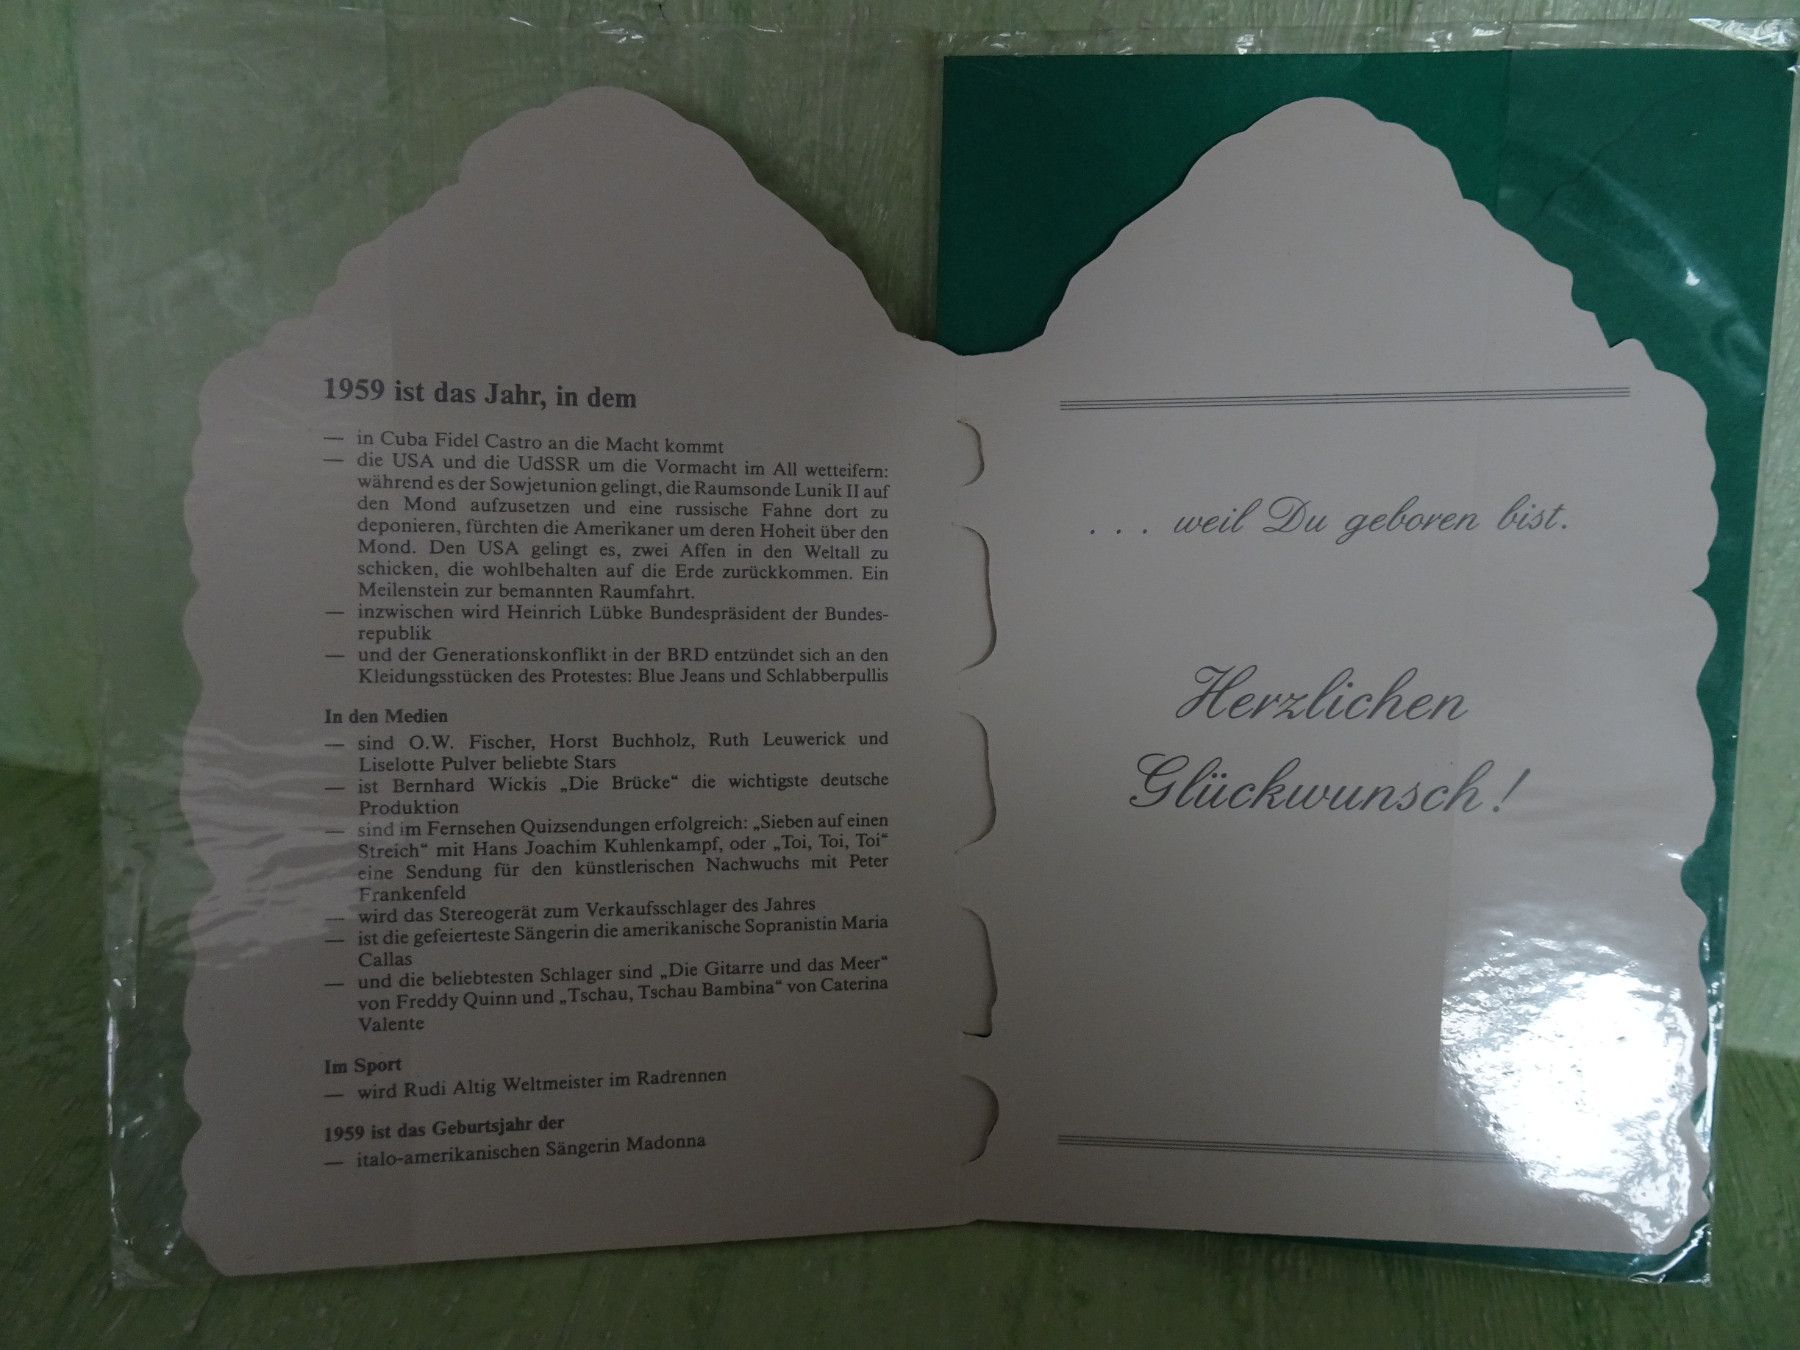 1959 ist das Jahr, in dem
— in Cuba Fidel Castro an die Macht kommt
— die USA und die UdSSR um die Vormacht im All wetteifern:
während es der Sowjetunion gelingt, die Raumsonde Lunik II auf
den Mond aufzusetzen und eine russische Fahne dort zu
deponieren, fürchten die Amerikaner um deren Hoheit über den
Mond. Den USA gelingt es, zwei Affen in den Weltall zu
schicken, die wohlbehalten auf die Erde zurückkommen. Ein
Meilenstein zur bemannten Raumfahrt.
— inzwischen wird Heinrich Lübke Bundespräsident der Bundes-
republik
— und der Generationskonflikt in der BRD entzündet sich an den
Kleidungsstücken des Protestes: Blue Jeans und Schlabberpullis
In den Medien
— sind O.W. Fischer, Horst Buchholz, Ruth Leuwerick und
Liselotte Pulver beliebte Stars
— ist Bernhard Wickis „Die Brücke“ die wichtigste deutsche
Produktion
— sind im Fernsehen Quizsendungen erfolgreich: „Sieben auf einen
Streich“ mit Hans Joachim Kuhlenkampf, oder „Toi, Toi, Toi“
eine Sendung für den künstlerischen Nachwuchs mit Peter
Frankenfeld
— wird das Stereogerät zum Verkaufsschlager des Jahres
— ist die gefeierteste Sängerin die amerikanische Sopranistin Maria
Callas
— und die beliebtesten Schlager sind „Die Gitarre und das Meer“
von Freddy Quinn und „Tschau, Tschau Bambina“ von Caterina
Valente
Im Sport
— wird Rudi Altig Weltmeister im Radrennen
1959 ist das Geburtsjahr der
— italo-amerikanischen Sängerin Madonna
. . . weil Du geboren bist.
Herzlichen
Glückwunsch!